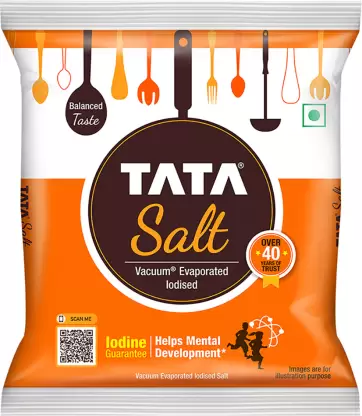 Balanced
Taste
TATA®
Salt
Vacuum® Evaporated
Iodised
OVER
40
YEARS OF
TRUST
SCAN ME
Iodine
Guarantee
Helps Mental
Development*
Images are for
illustration purpose
Vacuum Evaporated Iodised Salt